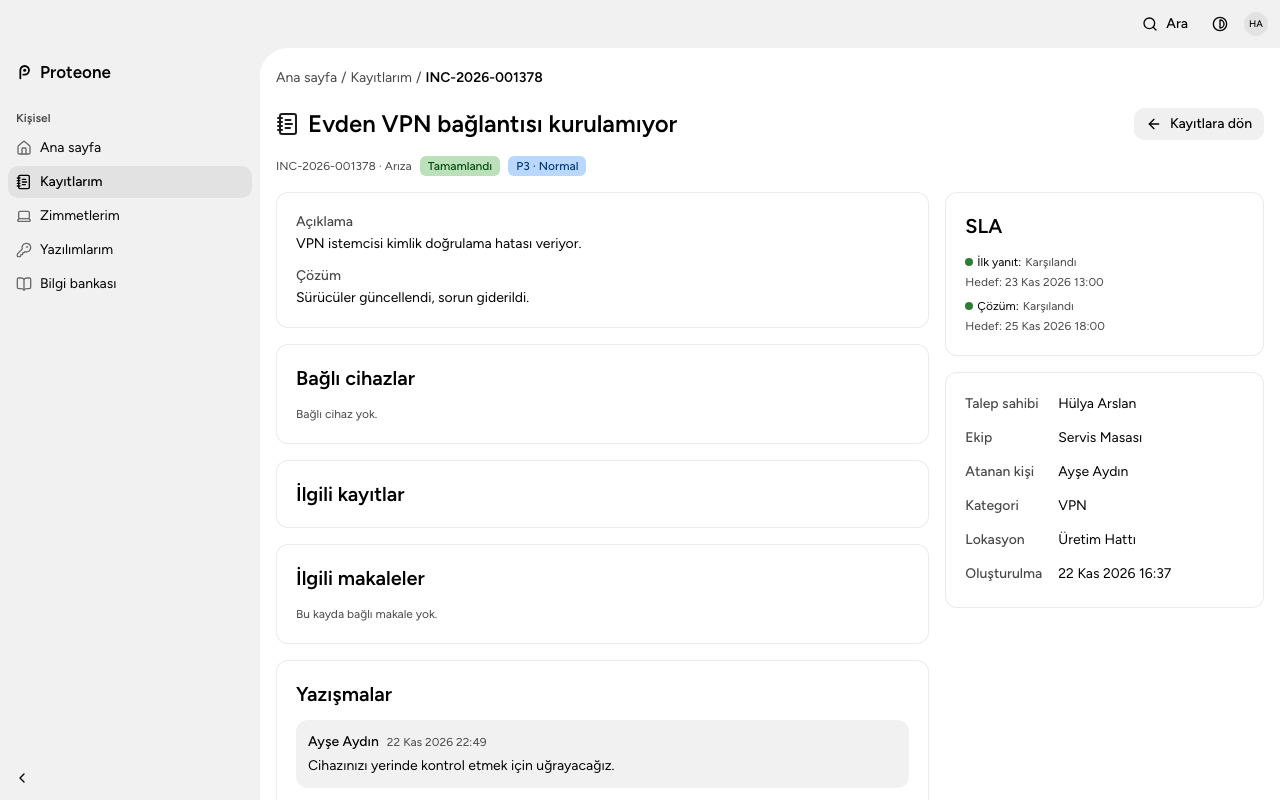 Ara
HA
Proteone
Kişisel
Ana sayfa
Kayıtlarım
Zimmetlerim
Yazılımlarım
Bilgi bankası
Ana sayfa / Kayıtlarım / INC-2026-001378
Evden VPN bağlantısı kurulamıyor
Kayıtlara dön
INC-2026-001378 · Arıza Tamamlandı P3 · Normal
Açıklama
VPN istemcisi kimlik doğrulama hatası veriyor.
Çözüm
Sürücüler güncellendi, sorun giderildi.
Bağlı cihazlar
Bağlı cihaz yok.
İlgili kayıtlar
İlgili makaleler
Bu kayda bağlı makale yok.
Yazışmalar
Ayşe Aydın 22 Kas 2026 22:49
Cihazınızı yerinde kontrol etmek için uğrayacağız.
SLA
İlk yanıt: Karşılandı
Hedef: 23 Kas 2026 13:00
Çözüm: Karşılandı
Hedef: 25 Kas 2026 18:00
Talep sahibi Hülya Arslan
Ekip Servis Masası
Atanan kişi Ayşe Aydın
Kategori VPN
Lokasyon Üretim Hattı
Oluşturulma 22 Kas 2026 16:37